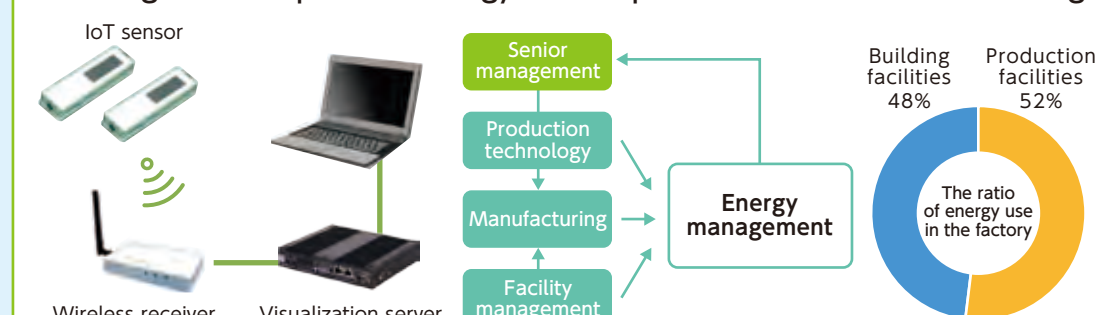 IoT sensor
Wireless receiver
Visualization server
Senior
management
Production
technology
Manufacturing
Facility
management
Energy
management
Building
facilities
48%
Production
facilities
52%
The ratio
of energy use
in the factory